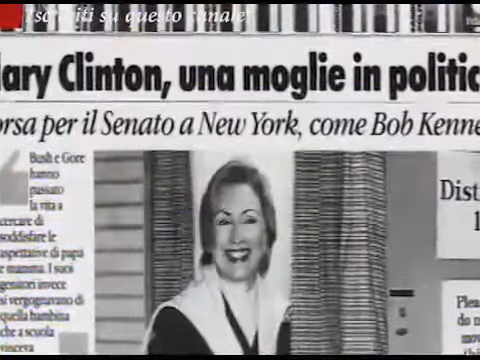 Iscriviti su questo canale
lary Clinton, una moglie in politic
orsa per il Senato a New York, come Bob Kenne
Bush e Gore
hanno
passato
la vita a
cercare di
soddisfare le
aspettative di papà
e mamma. I suoi
genitori invece
si vergognavano di
quella bambina
che a scuola
vinceva
Dist
Plea
do n
mov